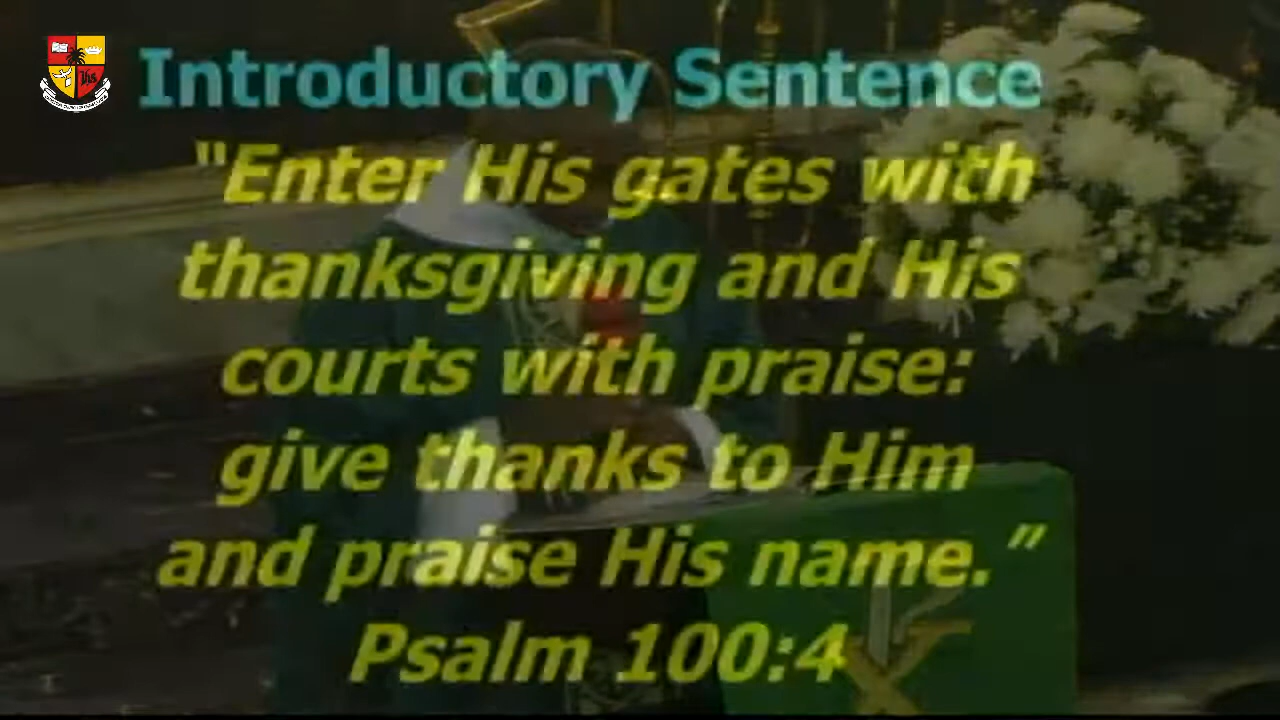 Introductory Sentence
"Enter His gates with
thanksgiving and His
courts with praise:
give thanks to Him
and praise His name.”
Psalm 100:4